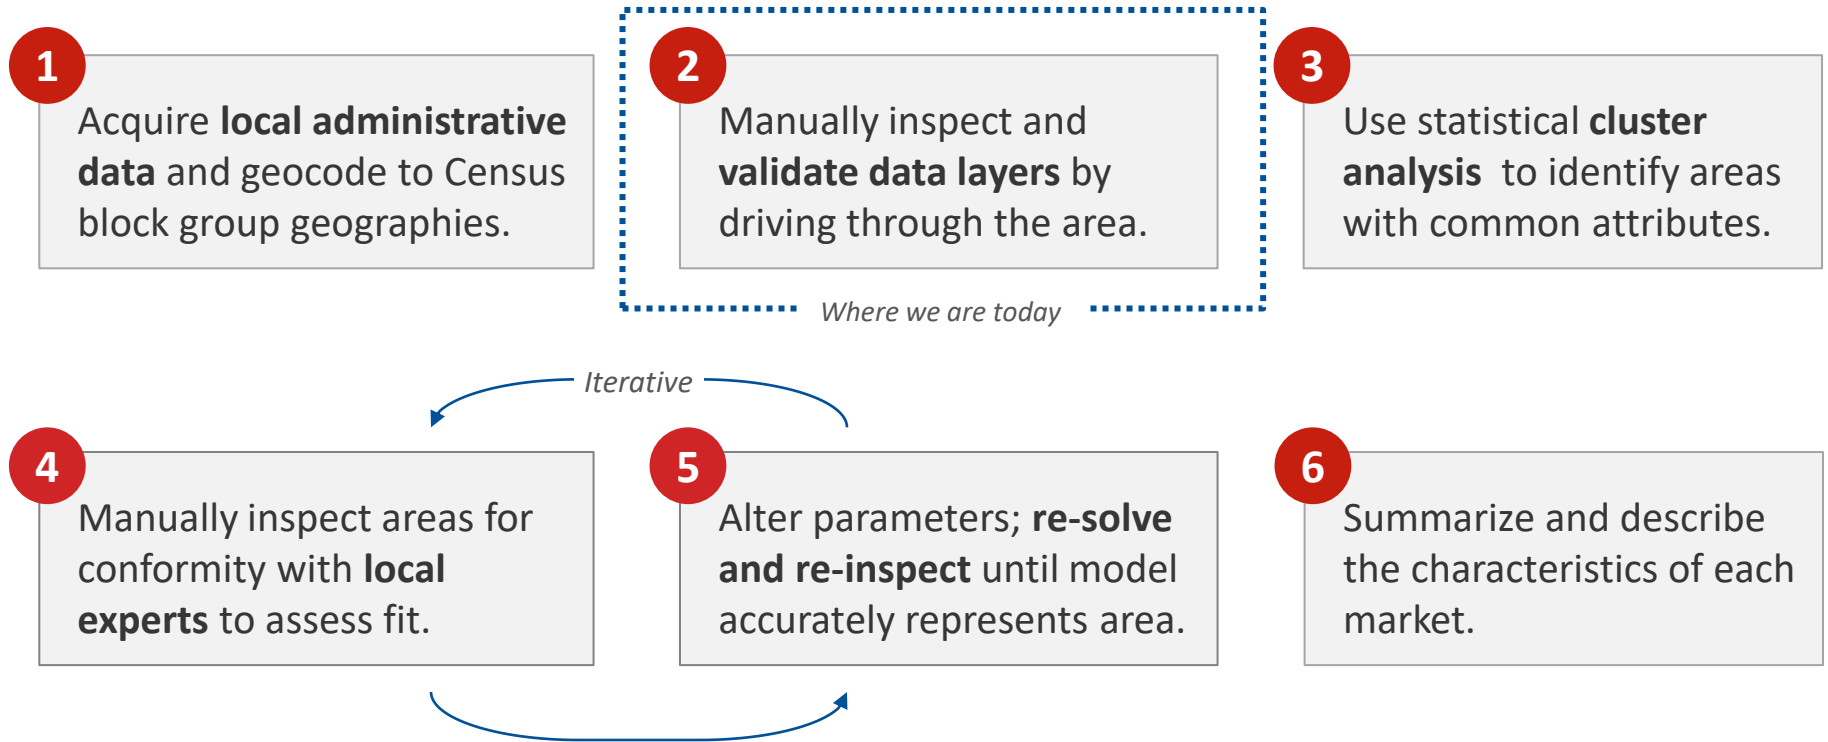 1
Acquire local administrative
data and geocode to Census
block group geographies.
2
Manually inspect and
validate data layers by
driving through the area.
Where we are today
3
Use statistical cluster
analysis to identify areas
with common attributes.
Iterative
4
Manually inspect areas for
conformity with local
experts to assess fit.
5
Alter parameters; re-solve
and re-inspect until model
accurately represents area.
6
Summarize and describe
the characteristics of each
market.